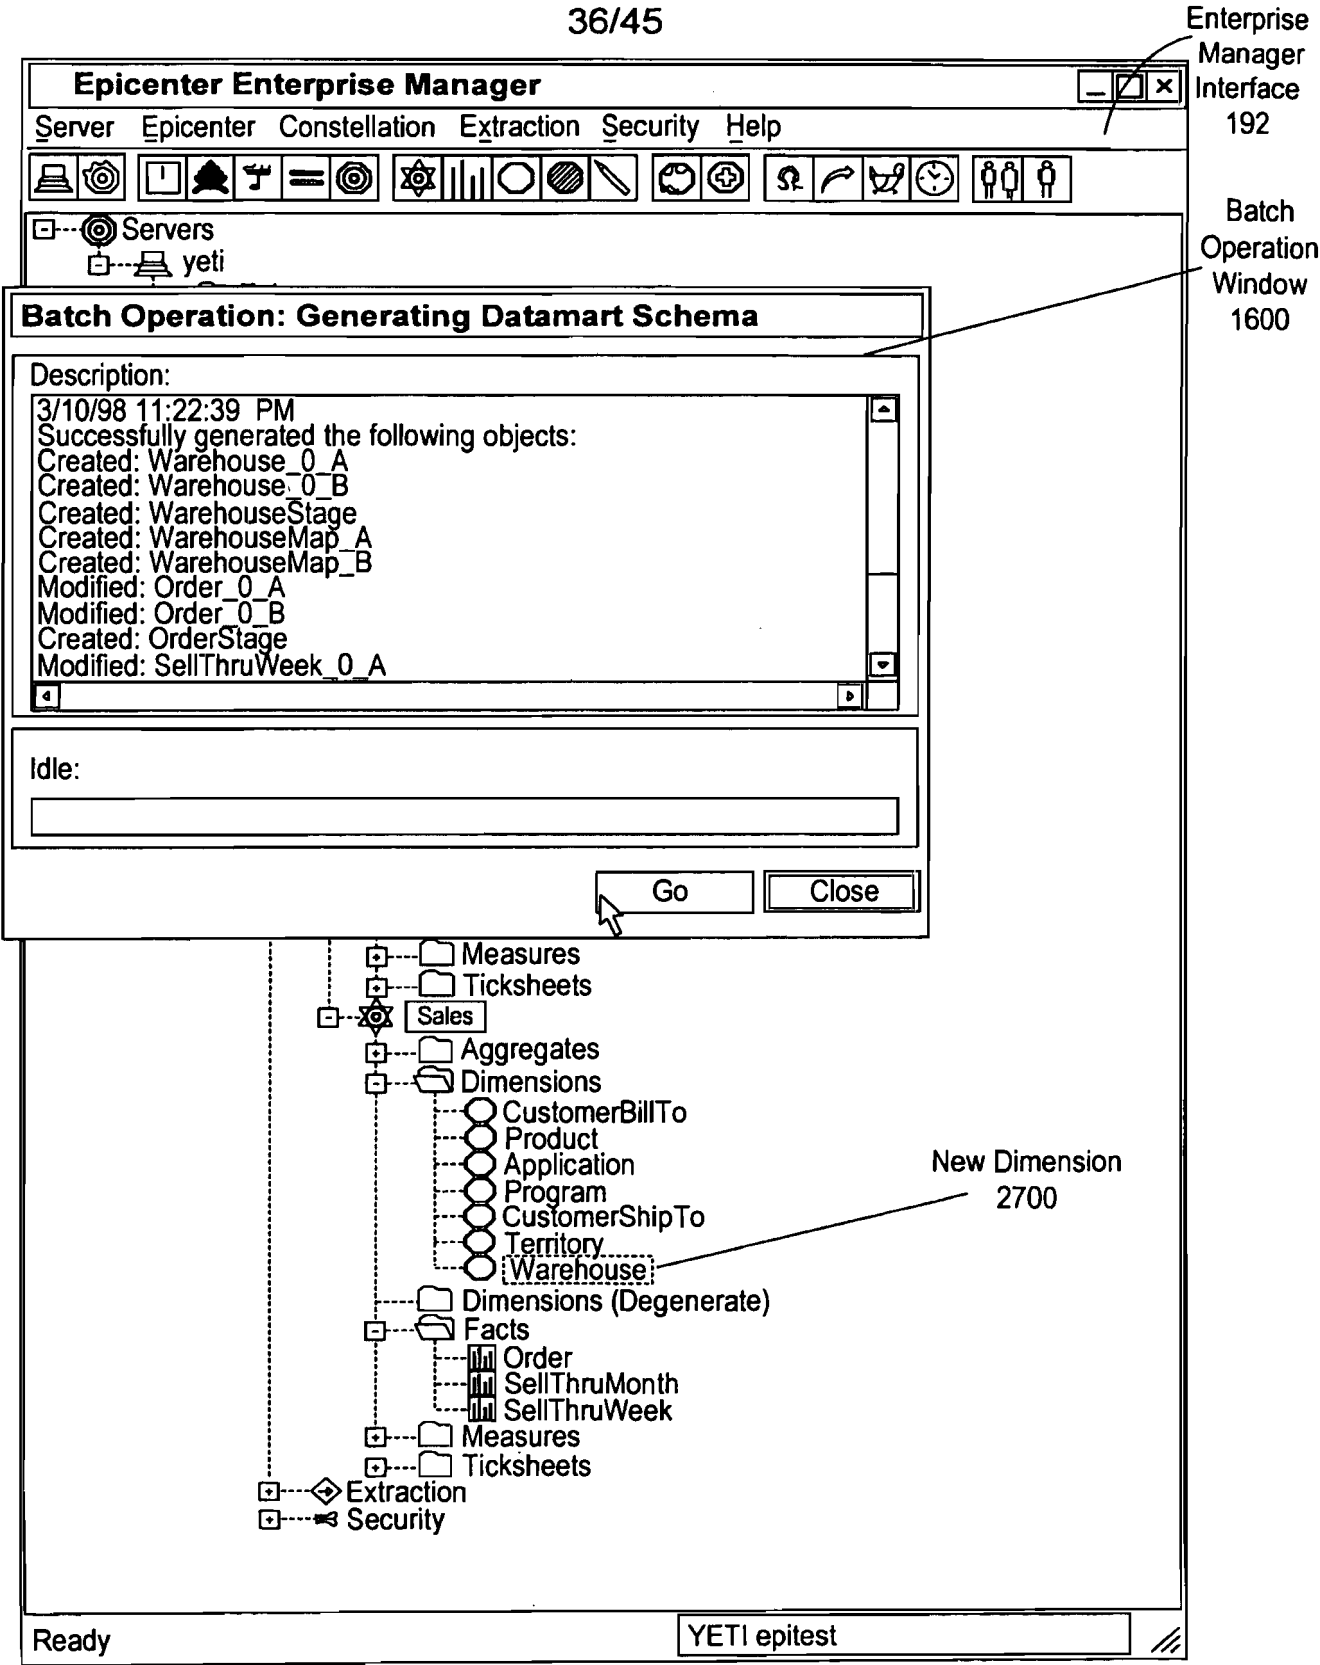 36/45
Enterprise
Manager
Interface
192
Epicenter Enterprise Manager
Server Epicenter Constellation Extraction Security Help
Servers
yeti
Batch
Operation
Window
1600
Batch Operation: Generating Datamart Schema
Description:
3/10/98 11:22:39 PM
Successfully generated the following objects:
Created: Warehouse_0_A
Created: Warehouse_0_B
Created: WarehouseStage
Created: WarehouseMap_A
Created: WarehouseMap_B
Modified: Order_0_A
Modified: Order_0_B
Created: OrderStage
Modified: SellThruWeek_0_A
Idle:
Go Close
Measures
Ticksheets
Sales
Aggregates
Dimensions
CustomerBillTo
Product
Application
Program
CustomerShipTo
Territory
Warehouse
New Dimension
2700
Dimensions (Degenerate)
Facts
Order
SellThruMonth
SellThruWeek
Measures
Ticksheets
Extraction
Security
Ready YETI epitest